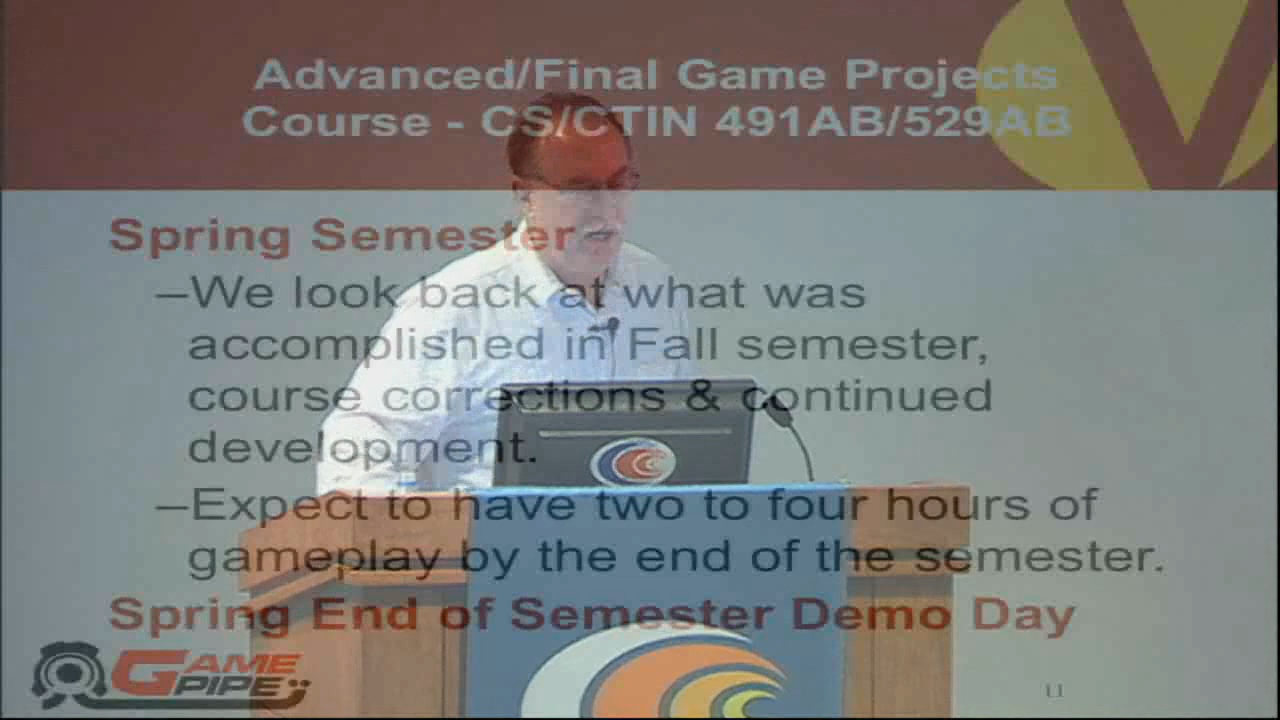 Advanced/Final Game Projects
Course - CS/CTIN 491AB/529AB
Spring Semester
–We look back at what was
accomplished in Fall semester,
course corrections & continued
development.
–Expect to have two to four hours of
gameplay by the end of the semester.
Spring End of Semester Demo Day
GAME
PIPE
11